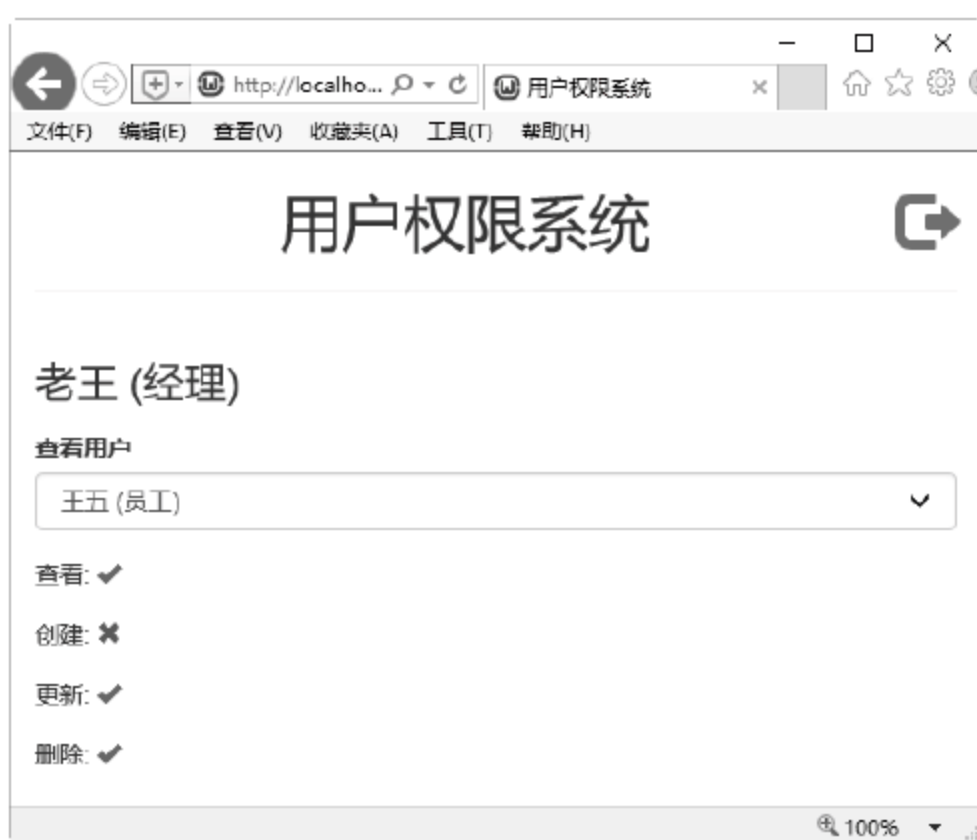 http://localho...
用户权限系统
文件(F) 编辑(E) 查看(V) 收藏夹(A) 工具(T) 帮助(H)
用户权限系统
老王 (经理)
查看用户
王五 (员工)
查看:
创建:
更新:
删除:
100%